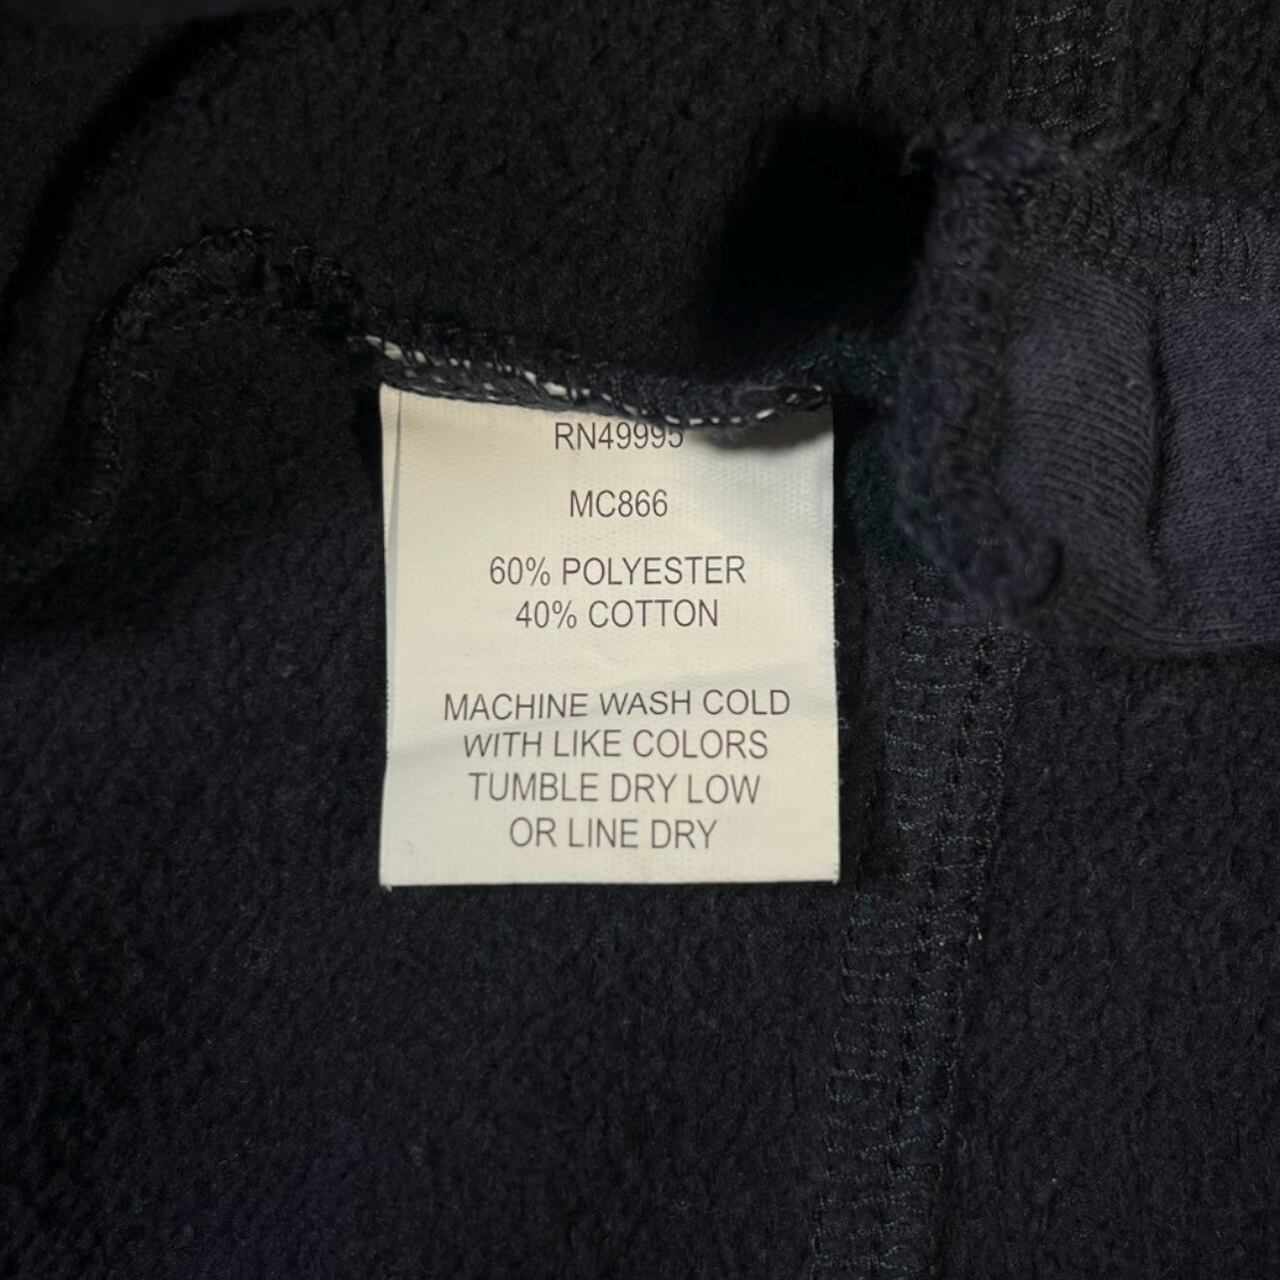 RN49995
MC866
60% POLYESTER
40% COTTON
MACHINE WASH COLD
WITH LIKE COLORS
TUMBLE DRY LOW
OR LINE DRY